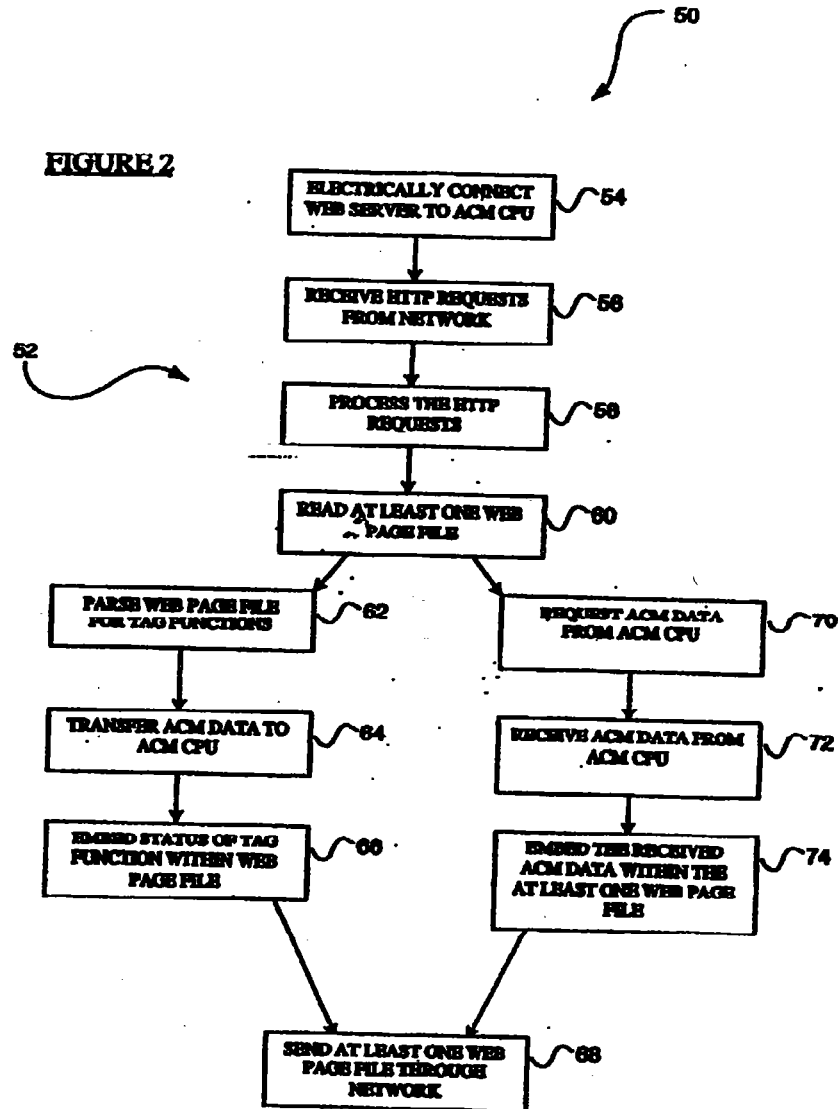 50
FIGURE 2
ELECTRICALLY CONNECT
WEB SERVER TO ACM CPU
54
RECEIVE HTTP REQUESTS
FROM NETWORK
56
52
PROCESS THE HTTP
REQUESTS
58
READ AT LEAST ONE WEB
PAGE FILE
60
PARSE WEB PAGE FILE
FOR TAG FUNCTIONS
62
REQUEST ACM DATA
FROM ACM CPU
70
TRANSFER ACM DATA TO
ACM CPU
64
RECEIVE ACM DATA FROM
ACM CPU
72
EMBED STATUS OF TAG
FUNCTION WITHIN WEB
PAGE FILE
66
EMBED THE RECEIVED
ACM DATA WITHIN THE
AT LEAST ONE WEB PAGE
FILE
74
SEND AT LEAST ONE WEB
PAGE FILE THROUGH
NETWORK
68